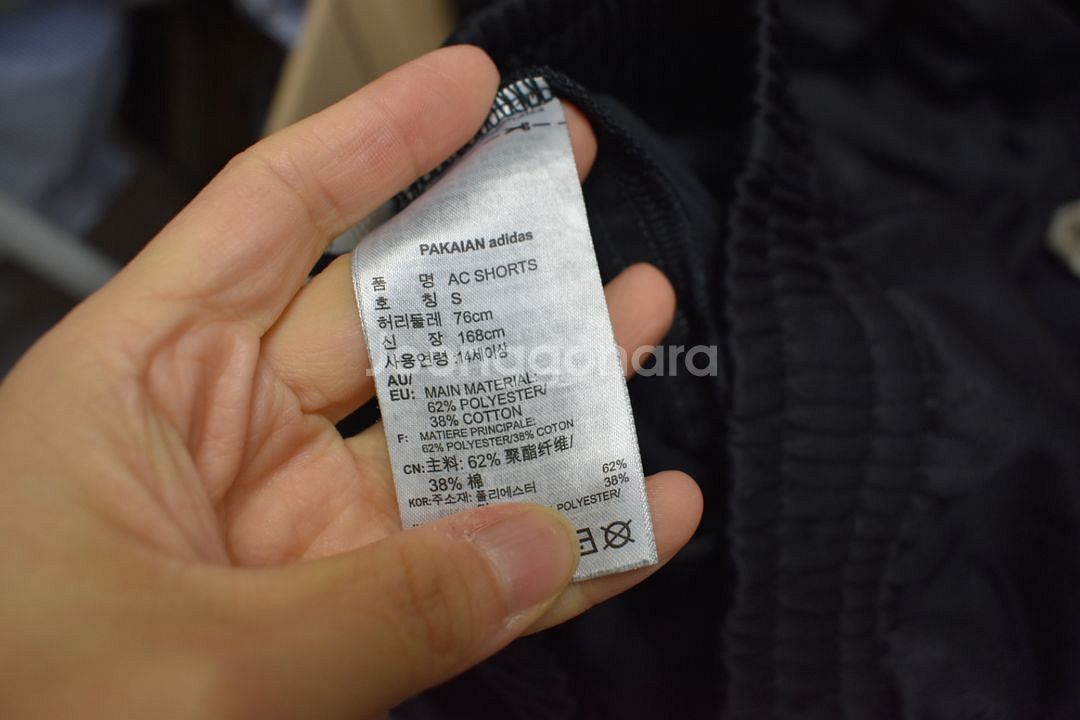 PAKAIAN adidas
품 명 AC SHORTS
호 칭 S
허리둘레 76cm
신 장 168cm
사용연령 14세이상
AU/
EU: MAIN MATERIAL:
62% POLYESTER/
38% COTTON
F: MATIERE PRINCIPALE:
62% POLYESTER/38% COTON
CN:主料: 62% 聚酯纤维/
38% 棉
KOR:주소재: 폴리에스터 62%
38%
POLYESTER/